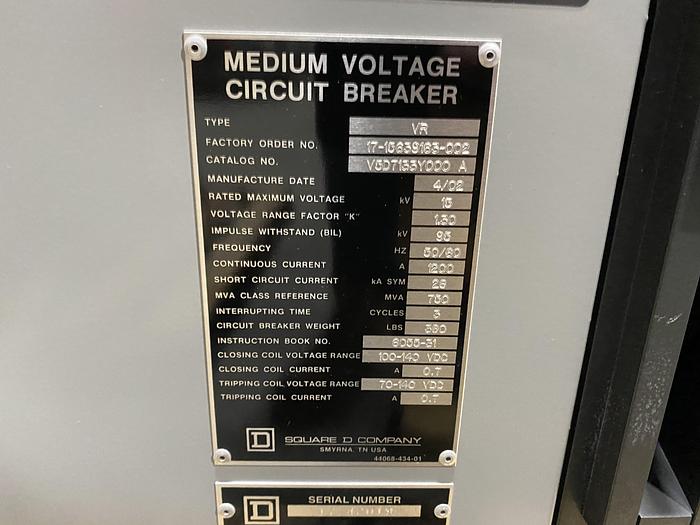 MEDIUM VOLTAGE
CIRCUIT BREAKER
TYPE VR
FACTORY ORDER NO. 17-15639163-002
CATALOG NO. V5D7133Y000 A
MANUFACTURE DATE 4/02
RATED MAXIMUM VOLTAGE kV 15
VOLTAGE RANGE FACTOR "K" 1.30
IMPULSE WITHSTAND (BIL) kV 95
FREQUENCY HZ 50/60
CONTINUOUS CURRENT A 1200
SHORT CIRCUIT CURRENT kA SYM 28
MVA CLASS REFERENCE MVA 750
INTERRUPTING TIME CYCLES 3
CIRCUIT BREAKER WEIGHT LBS 360
INSTRUCTION BOOK NO. 6055-31
CLOSING COIL VOLTAGE RANGE 100-140 VDC
CLOSING COIL CURRENT A 0.7
TRIPPING COIL VOLTAGE RANGE 70-140 VDC
TRIPPING COIL CURRENT A 0.7
D SQUARE D COMPANY
SMYRNA, TN USA
44068-434-01
D SERIAL NUMBER